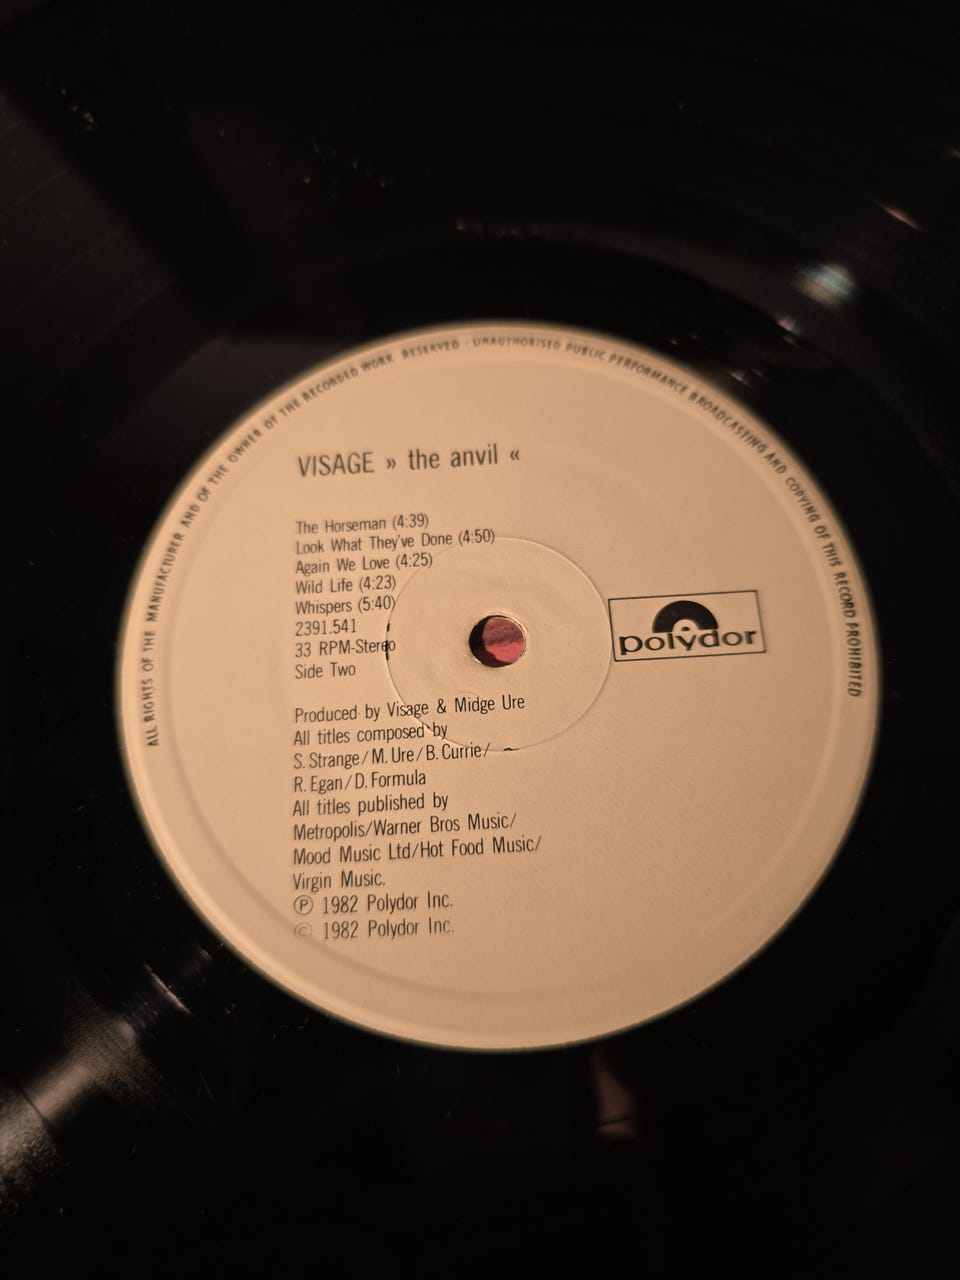 ALL RIGHTS OF THE MANUFACTURER AND OF THE OWNER OF THE RECORDED WORK RESERVED · UNAUTHORISED PUBLIC PERFORMANCE BROADCASTING AND COPYING OF THIS RECORD PROHIBITED
VISAGE » the anvil «
The Horseman (4:39)
Look What They've Done (4:50)
Again We Love (4:25)
Wild Life (4:23)
Whispers (5:40)
2391.541
33 RPM-Stereo
Side Two
polydor
Produced by Visage & Midge Ure
All titles composed by
S. Strange/M. Ure/B. Currie/
R. Egan/D. Formula
All titles published by
Metropolis/Warner Bros Music/
Mood Music Ltd/Hot Food Music/
Virgin Music.
Ⓟ 1982 Polydor Inc.
© 1982 Polydor Inc.